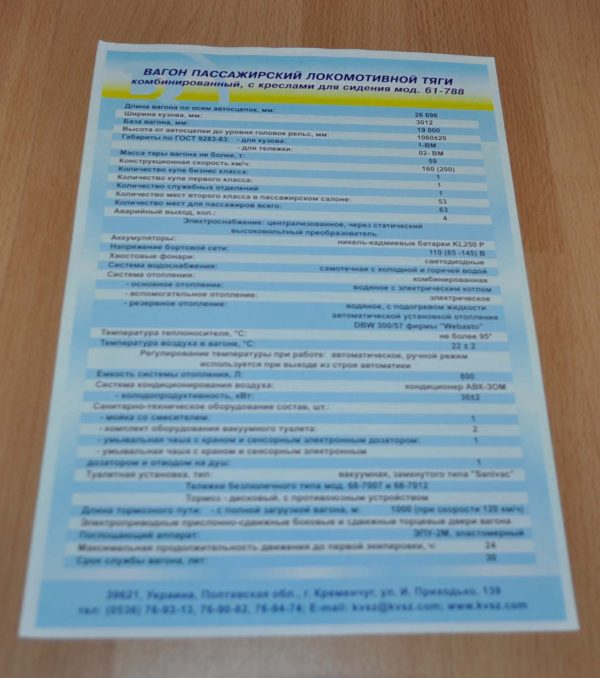 ВАГОН ПАССАЖИРСКИЙ ЛОКОМОТИВНОЙ ТЯГИ
комбинированный, с креслами для сидения мод. 61-788
Длина вагона по осям автосцепок, мм: 26 696
Ширина кузова, мм: 3012
База вагона, мм: 19 000
Высота от автосцепки до уровня головок рельс, мм: 1060±20
Габариты по ГОСТ 9283-83: - для кузова: 1-ВМ
- для тележки: 02- ВМ
Масса тары вагона не более, т: 59
Конструкционная скорость км/ч: 160 (200)
Количество купе бизнес класса: 1
Количество купе первого класса: 1
Количество служебных отделений 1
Количество мест второго класса в пассажирском салоне: 53
Количество мест для пассажиров всего: 63
Аварийный выход, кол.: 4
Электроснабжение: централизованное, через статический
высоковольтный преобразователь
Аккумуляторы: никель-кадмиевые батареи KL250 P
Напряжение бортовой сети: 110 (85 -145) В
Хвостовые фонари: светодиодные
Система водоснабжения: самотечная с холодной и горячей водой
Система отопления: комбинированная
- основное отопление: водяное с электрическим котлом
- вспомогательное отопление: электрическое
- резервное отопление: водяное, с подогревом жидкости
автоматической установкой отопления
DBW 300/57 фирмы "Webasto"
Температура теплоносителя, °С: не более 95°
Температура воздуха в вагоне, °С: 22 ± 2
Регулирование температуры при работе: автоматическое, ручной режим
используется при выходе из строя автоматики
Емкость системы отопления, Л: 800
Система кондиционирования воздуха: кондиционер АВК-ЗОМ
- холодопродуктивность, кВт: 30±2
Санитарно-техническое оборудование состав, шт.:
- мойка со смесителем: 1
- комплект оборудования вакуумного туалета: 2
- умывальная чаша с краном и сенсорным электронным дозатором: 1
- умывальная чаша с краном и сенсорным электронным
дозатором и отводом на душ: 1
Туалетная установка, тип: вакуумная, замкнутого типа "Sanivac"
Тележки безлюлечного типа мод. 68-7007 и 68-7012
Тормоз - дисковый, с противоюзным устройством
Длина тормозного пути: - с полной загрузкой вагона, м: 1000 (при скорости 120 км/ч)
Электроприводные прислонно-сдвижные боковые и сдвижные торцевые двери вагона
Поглощающий аппарат: ЭПУ-2М, эластомерный
Максимальная продолжительность движения до первой экипировки, ч: 24
Срок службы вагона, лет: 30
39621, Украина, Полтавская обл., г. Кременчуг, ул. И. Приходько, 139
тел: (0536) 76-93-13, 76-90-82, 76-94-74; E-mail: kvsz@kvsz.com; www.kvsz.com